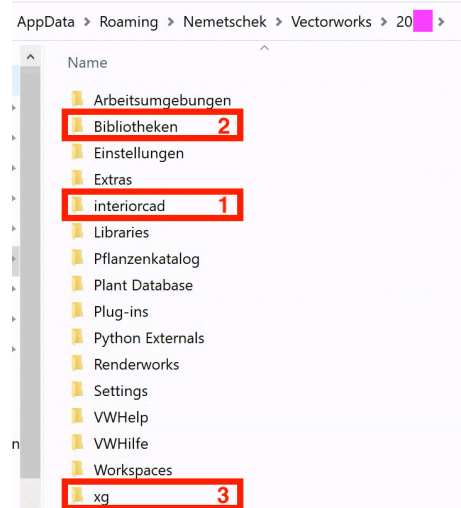 AppData > Roaming > Nemetschek > Vectorworks > 20 >
Name
Arbeitsumgebungen
Bibliotheken 2
Einstellungen
Extras
interiorcad 1
Libraries
Pflanzenkatalog
Plant Database
Plug-ins
Python Externals
Renderworks
Settings
VWHelp
VWHilfe
n
Workspaces
xg 3